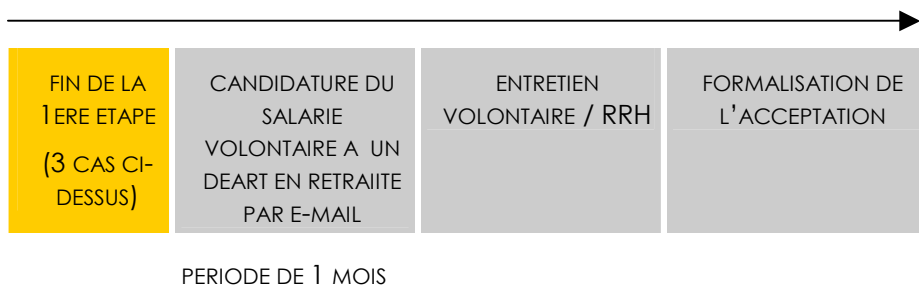 FIN DE LA
1ERE ETAPE
(3 CAS CI-
DESSUS)
CANDIDATURE DU
SALARIE
VOLONTAIRE A UN
DEART EN RETRAIITE
PAR E-MAIL
ENTRETIEN
VOLONTAIRE / RRH
FORMALISATION DE
L'ACCEPTATION
PERIODE DE 1 MOIS